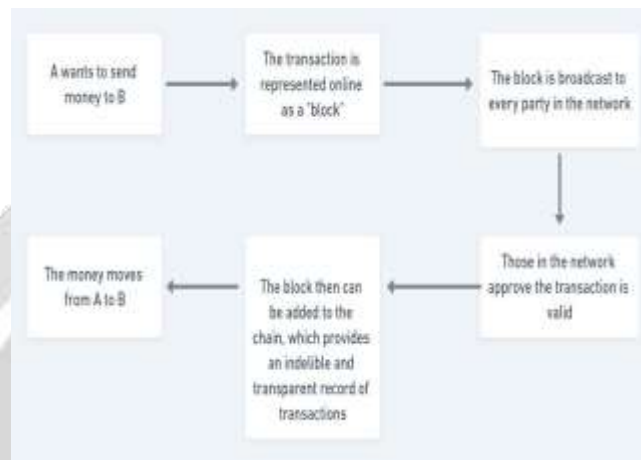 A wants to send
money to B
The transaction is
represented online
as a "block"
The block is broadcast to
every party in the network
Those in the network
approve the transaction is
valid
The block then can
be added to the
chain, which provides
an indelible and
transparent record of
transactions
The money moves
from A to B